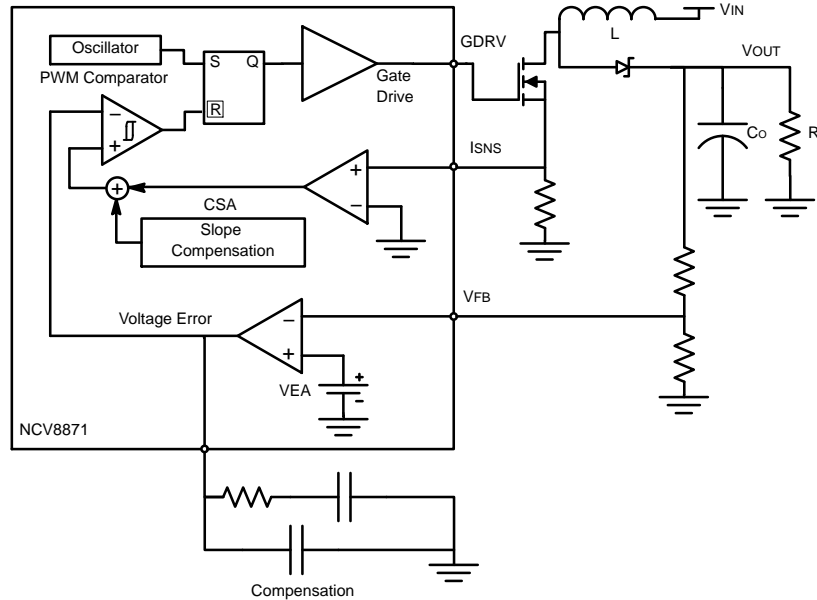 Oscillator
PWM Comparator
S Q
R
Gate
Drive
GDRV
L
VIN
VOUT
−
+
ISNS
CO
R
+
−
+
CSA
Slope
Compensation
VFB
Voltage Error
−
+
VEA
+
−
NCV8871
Compensation